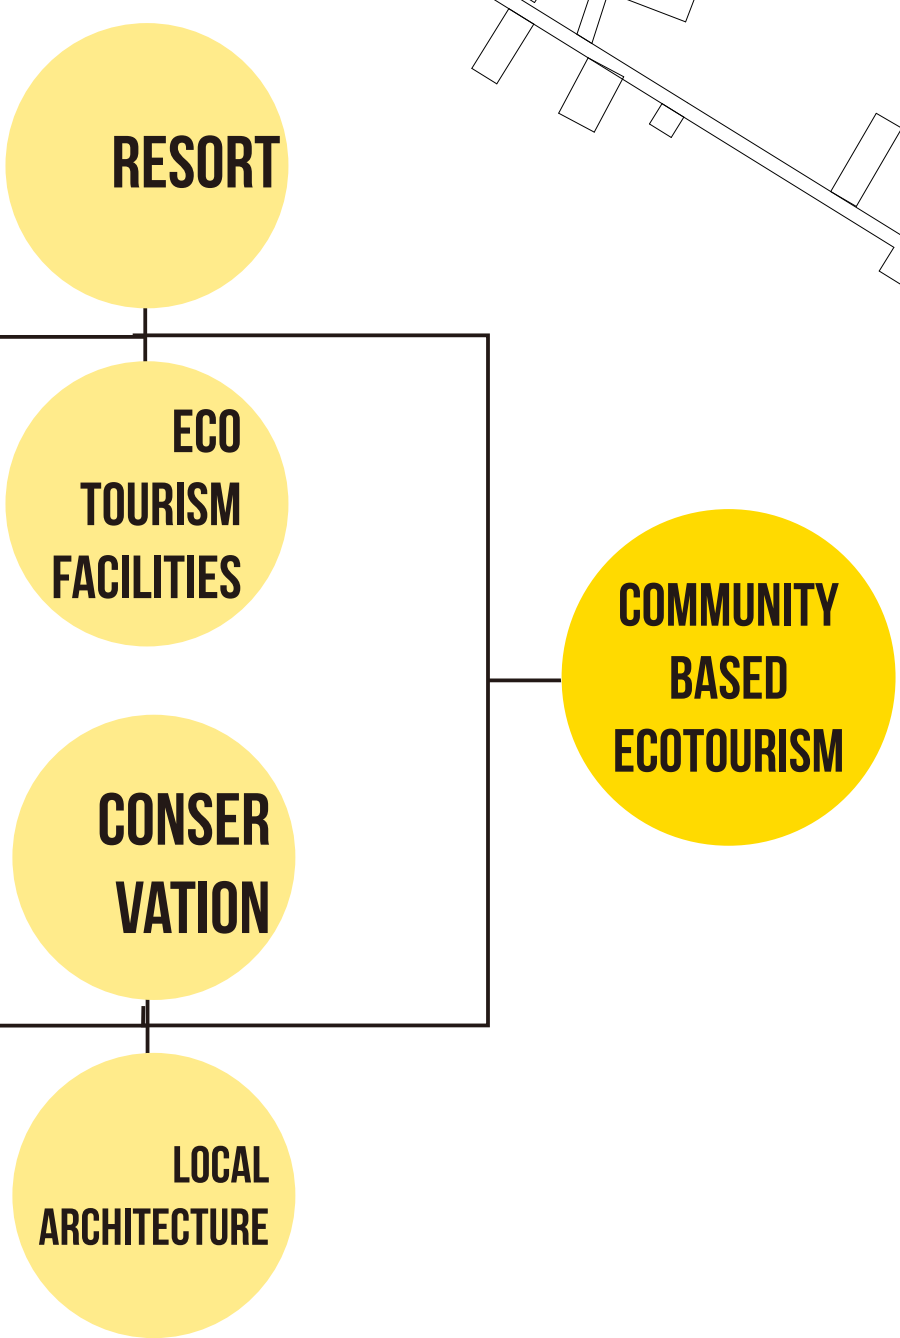 RESORT
ECO
TOURISM
FACILITIES
COMMUNITY
BASED
ECOTOURISM
CONSER
VATION
LOCAL
ARCHITECTURE